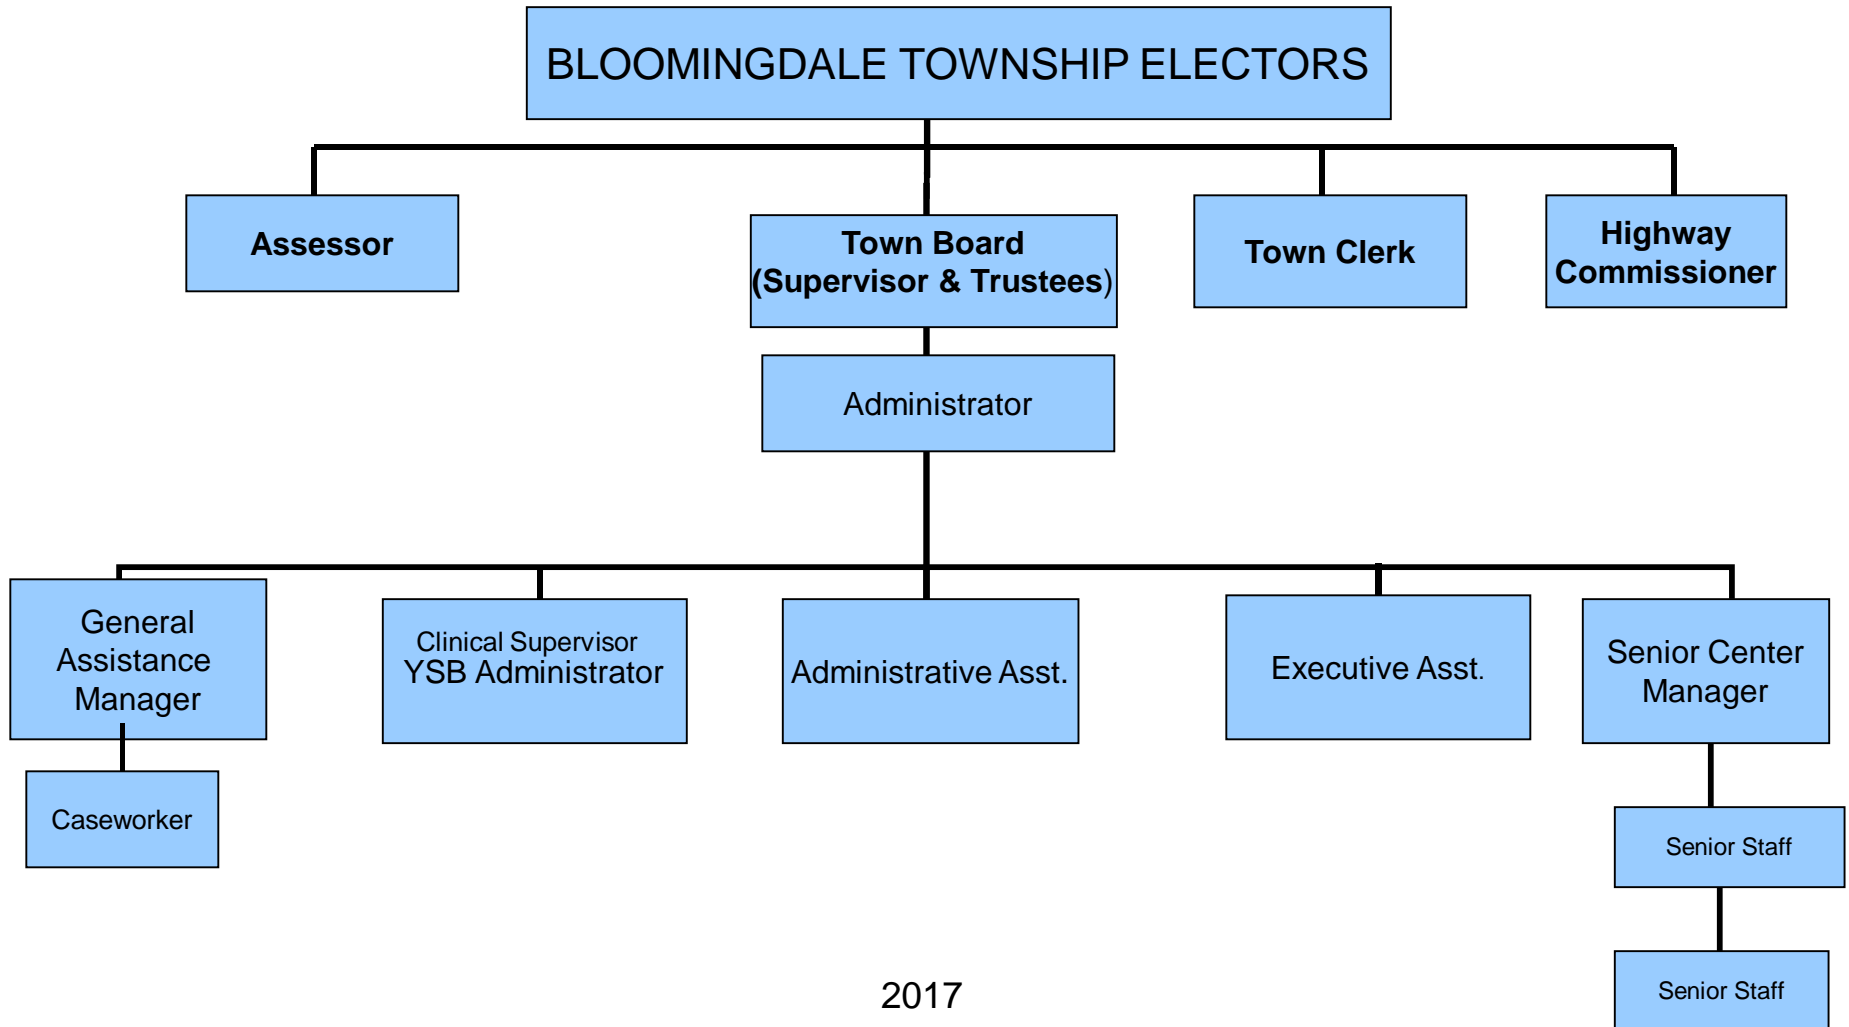 BLOOMINGDALE TOWNSHIP ELECTORS
Assessor
Town Board
(Supervisor & Trustees)
Town Clerk
Highway
Commissioner
Administrator
General
Assistance
Manager
Clinical Supervisor
YSB Administrator
Administrative Asst.
Executive Asst.
Senior Center
Manager
Caseworker
Senior Staff
Senior Staff
2017